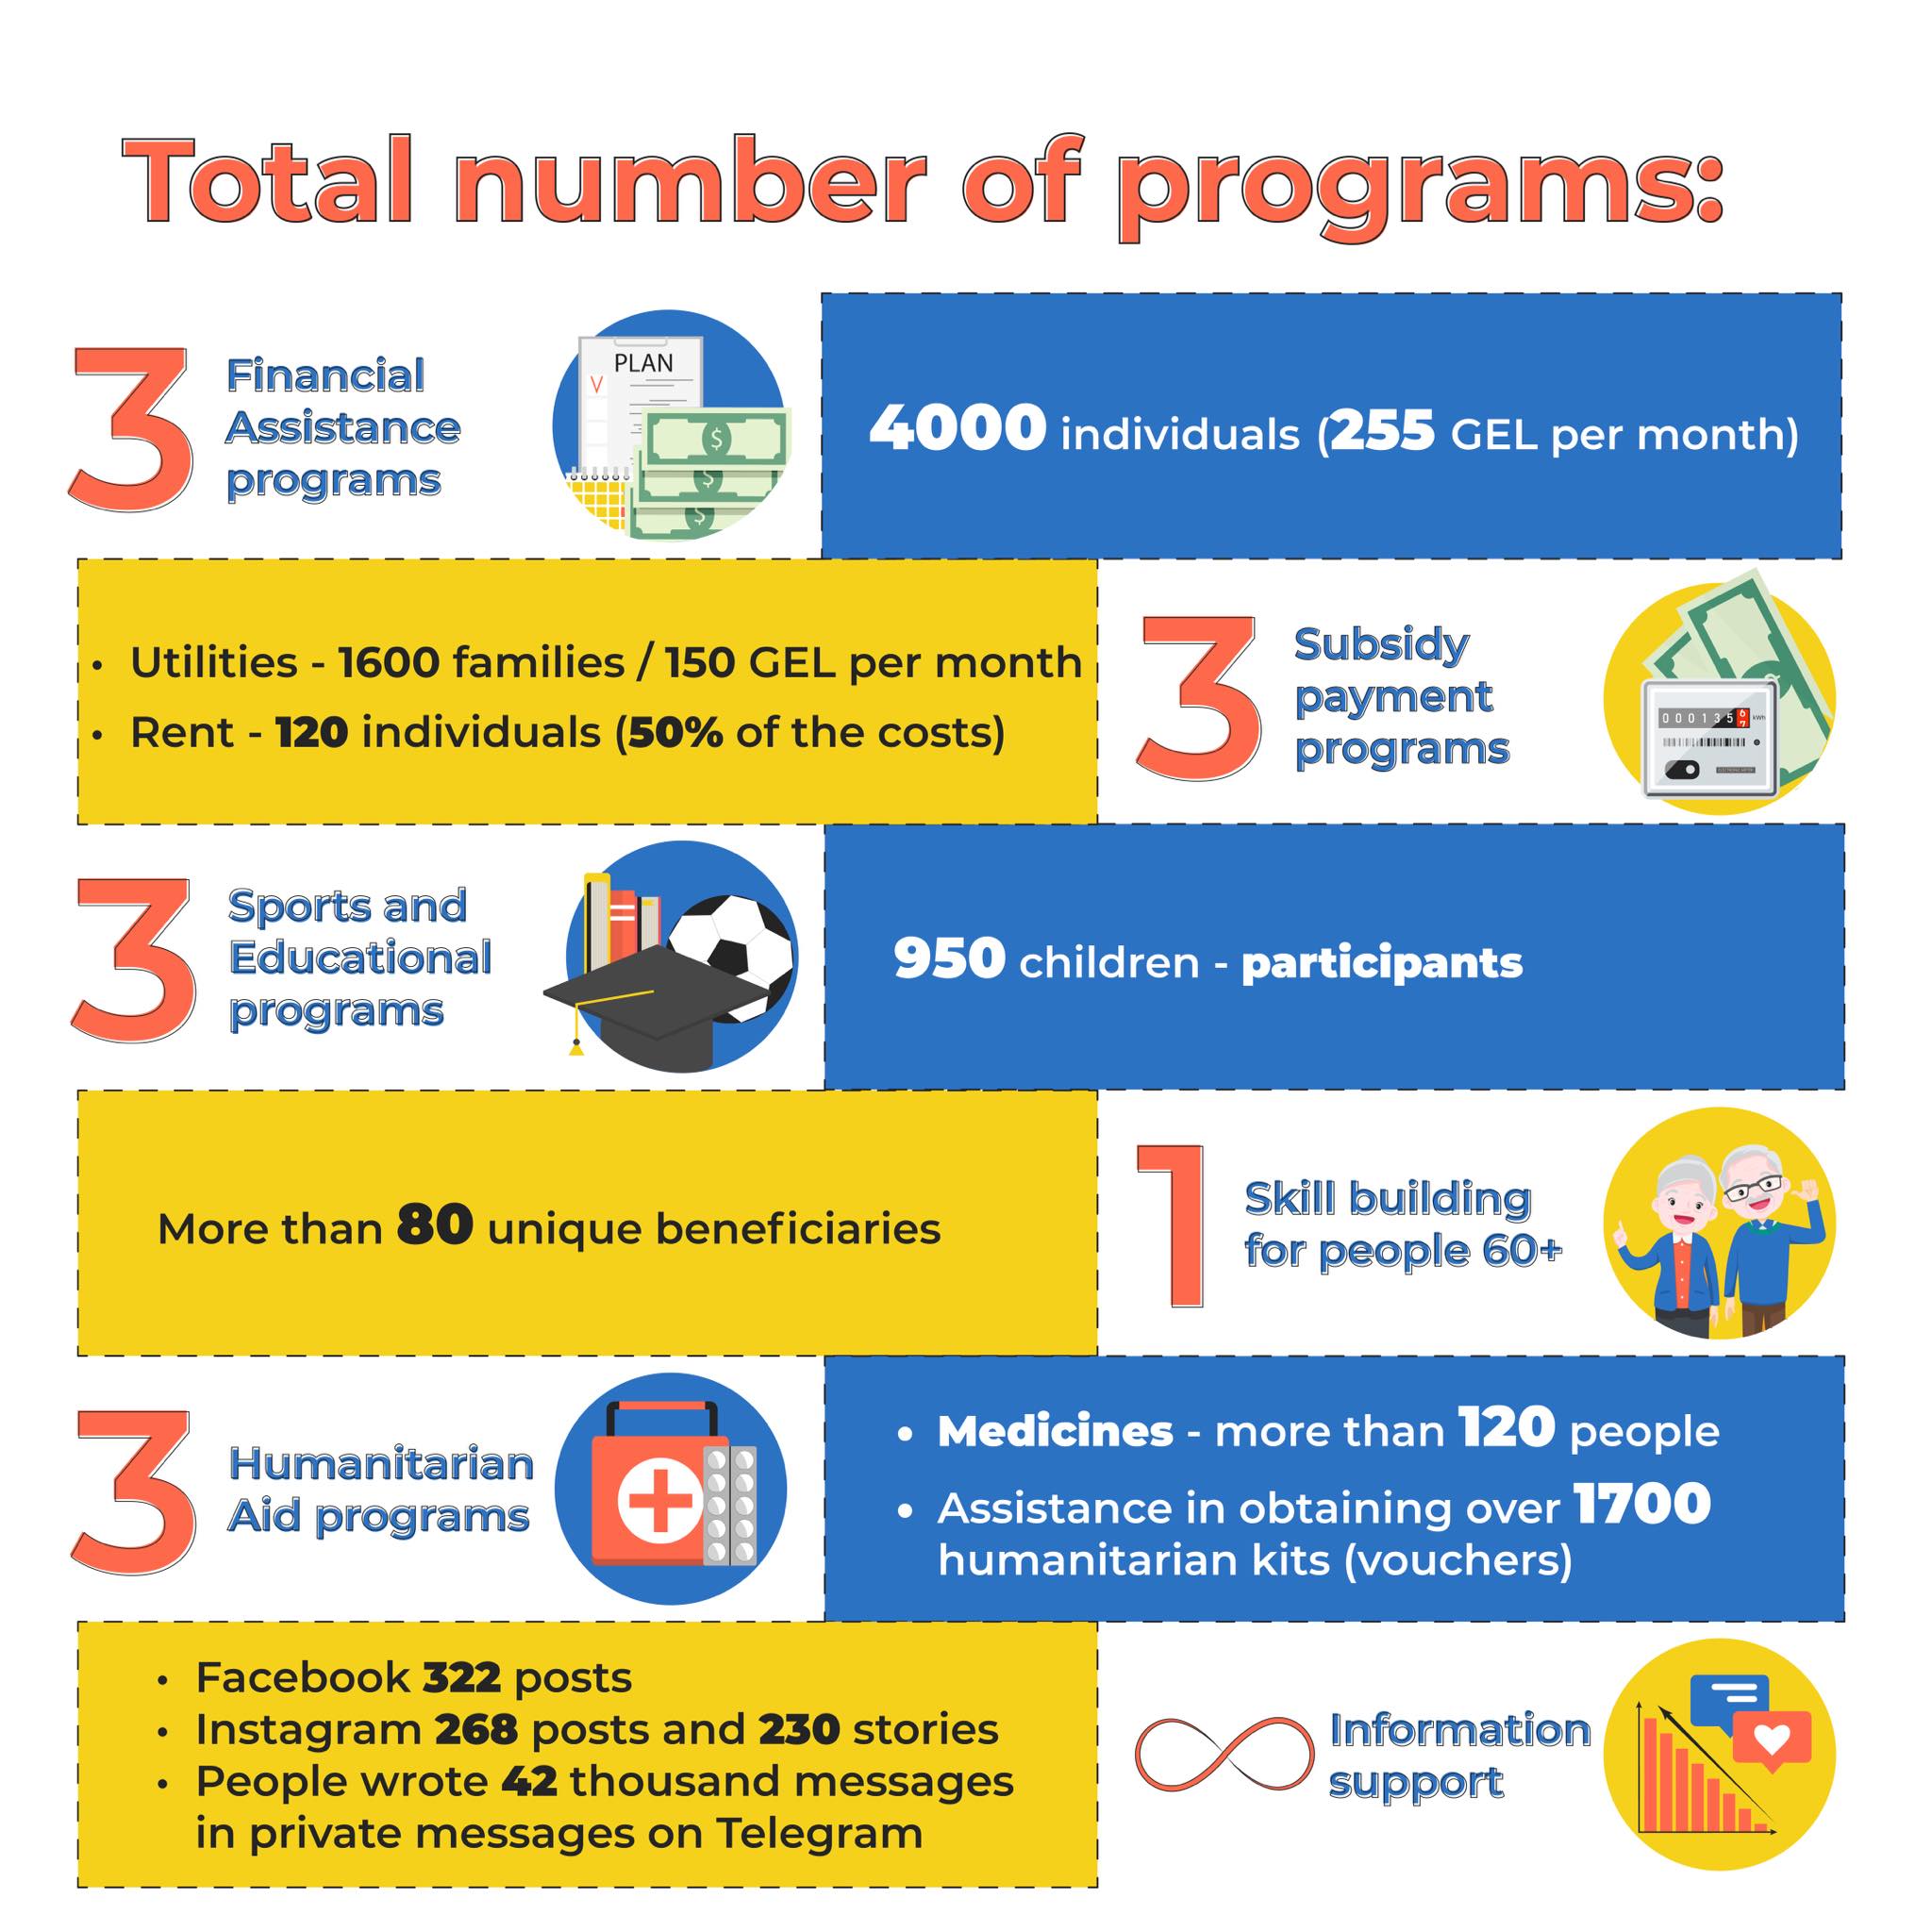 Total number of programs:
3
Financial
Assistance
programs
PLAN
4000 individuals (255 GEL per month)
• Utilities - 1600 families / 150 GEL per month
• Rent - 120 individuals (50% of the costs)
3
Subsidy
payment
programs
kWh
3
Sports and
Educational
programs
950 children - participants
More than 80 unique beneficiaries
1
Skill building
for people 60+
3
Humanitarian
Aid programs
• Medicines - more than 120 people
• Assistance in obtaining over 1700
humanitarian kits (vouchers)
• Facebook 322 posts
• Instagram 268 posts and 230 stories
• People wrote 42 thousand messages
in private messages on Telegram
Information
support